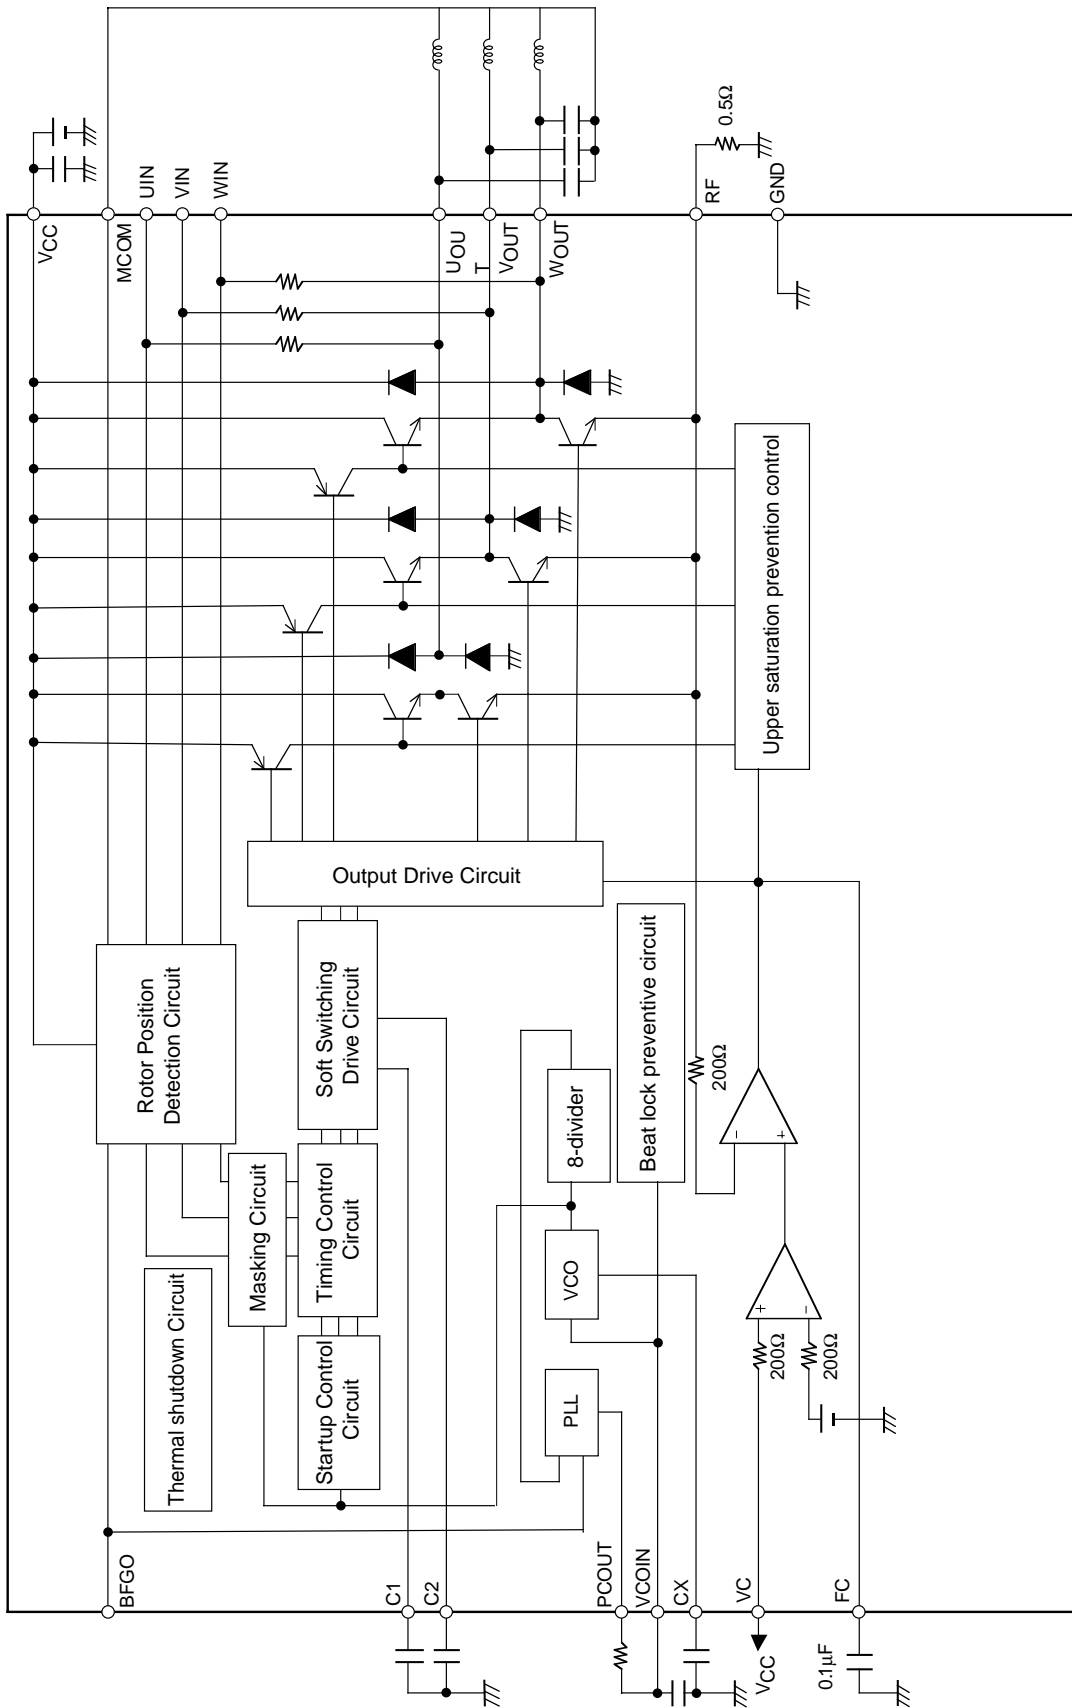 VCC
MCOM
UIN
VIN
WIN
UOU
T
VOUT
WOUT
RF
0.5Ω
GND
Upper saturation prevention control
Output Drive Circuit
Rotor Position
Detection Circuit
Soft Switching
Drive Circuit
Beat lock preventive circuit
8-divider
200Ω
−
+
Masking Circuit
Timing Control
Circuit
VCO
Thermal shutdown Circuit
Startup Control
Circuit
PLL
+
−
200Ω
200Ω
BFGO
C1
C2
PCOUT
VCOIN
CX
VC
FC
VCC
0.1µF